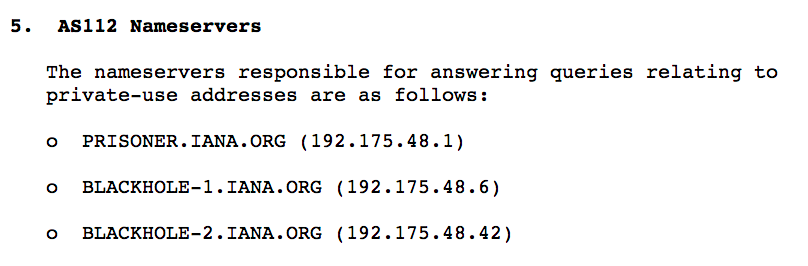 5. AS112 Nameservers
The nameservers responsible for answering queries relating to
private-use addresses are as follows:
o PRISONER.IANA.ORG (192.175.48.1)
o BLACKHOLE-1.IANA.ORG (192.175.48.6)
o BLACKHOLE-2.IANA.ORG (192.175.48.42)